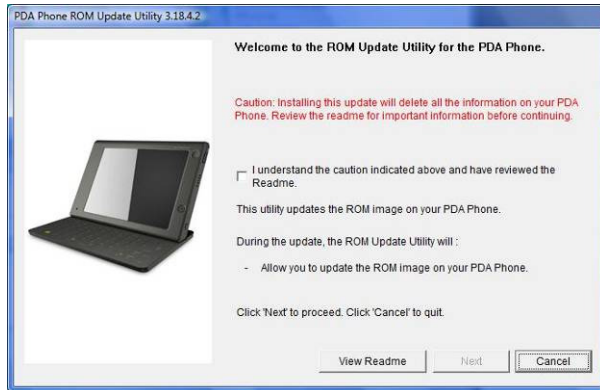 PDA Phone ROM Update Utility 3.18.4.2
Welcome to the ROM Update Utility for the PDA Phone.
Caution: Installing this update will delete all the information on your PDA
Phone. Review the readme for important information before continuing.
I understand the caution indicated above and have reviewed the
Readme.
This utility updates the ROM image on your PDA Phone.
During the update, the ROM Update Utility will :
- Allow you to update the ROM image on your PDA Phone.
Click 'Next' to proceed. Click 'Cancel' to quit.
View Readme Next Cancel